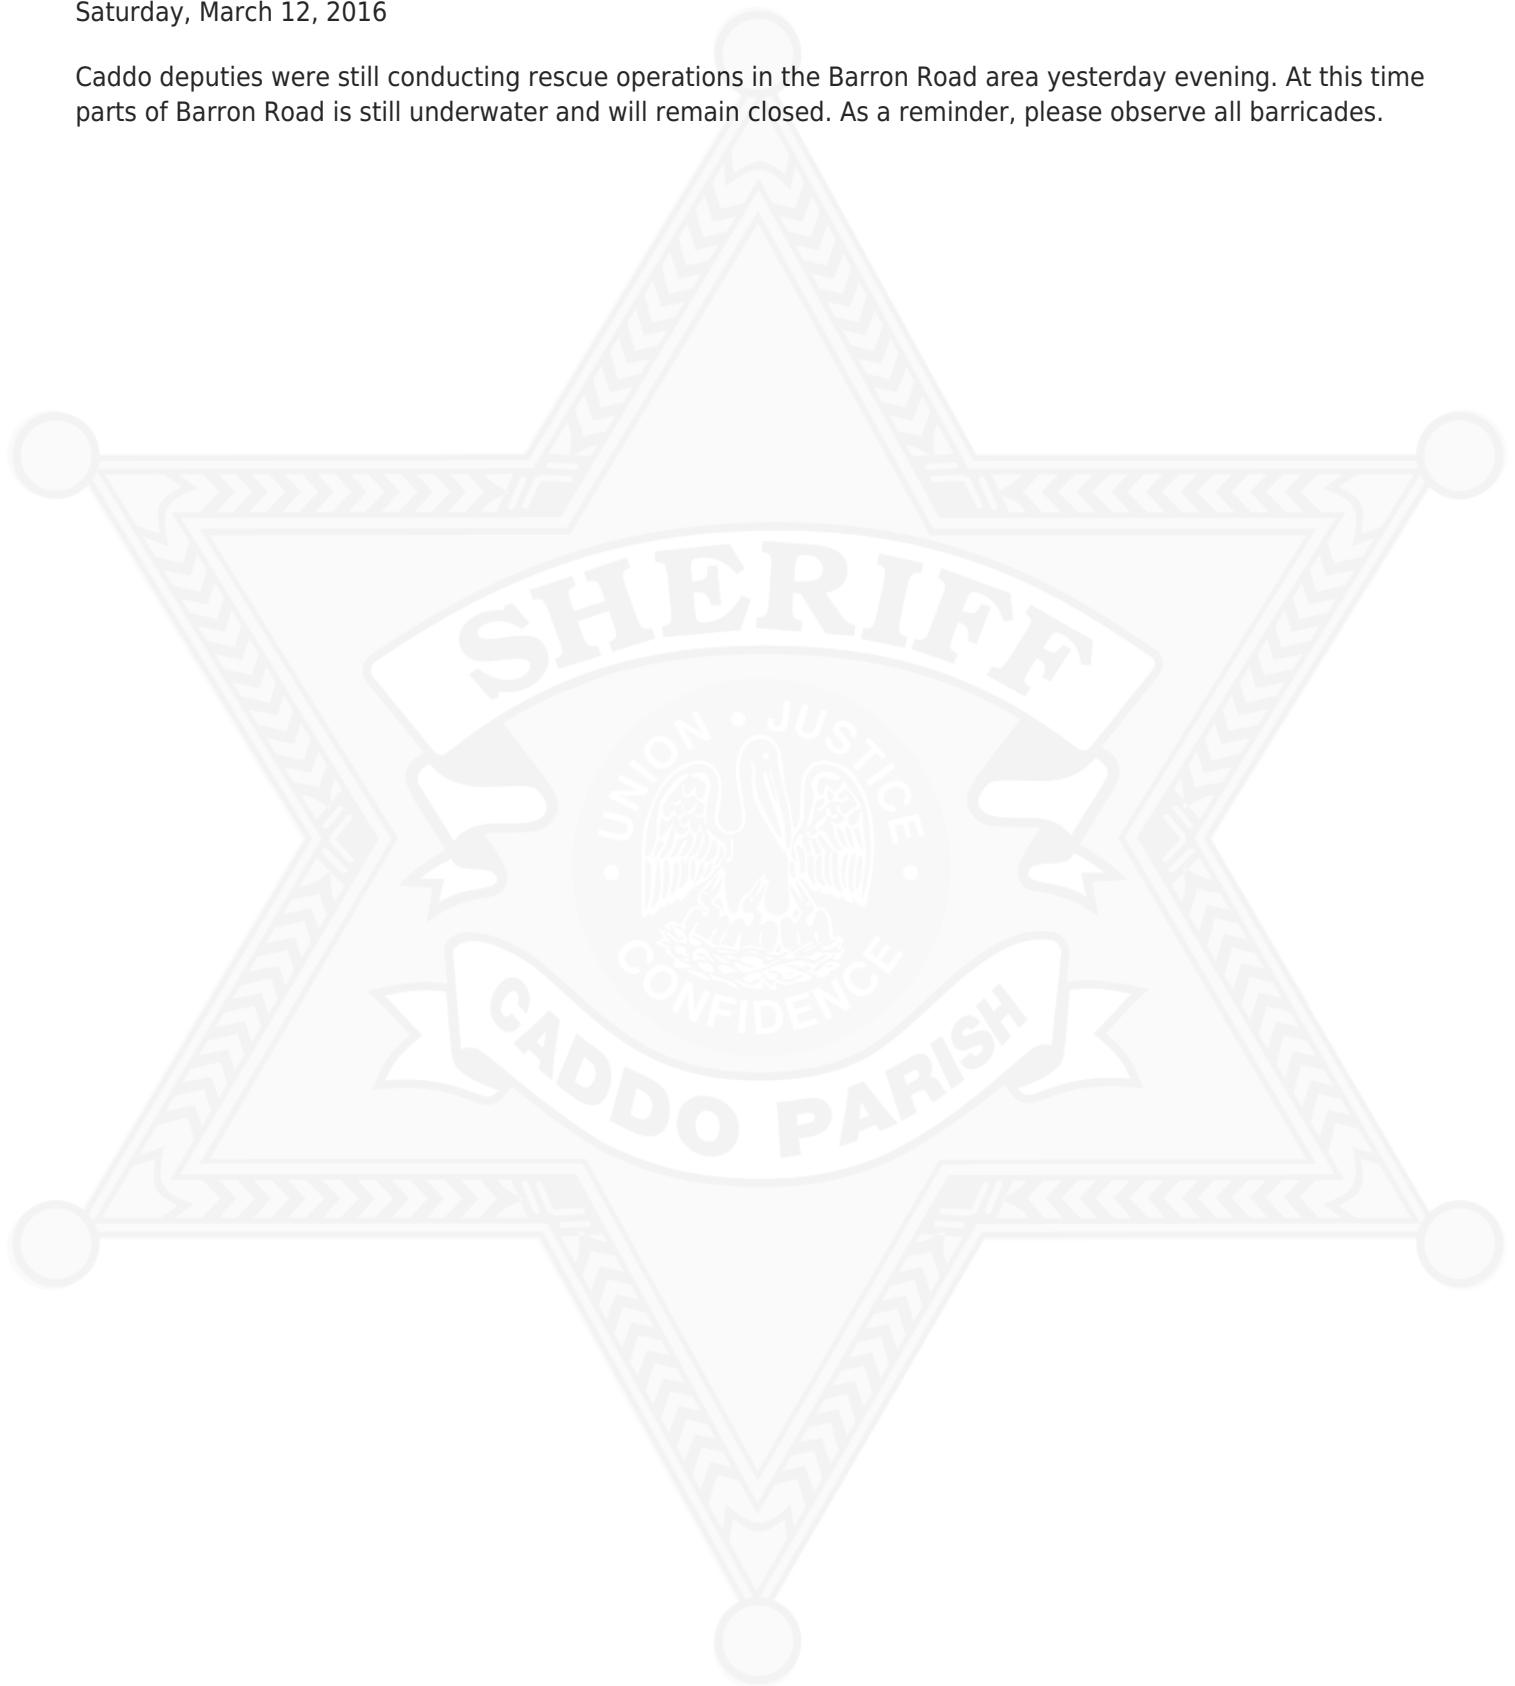 Saturday, March 12, 2016
Caddo deputies were still conducting rescue operations in the Barron Road area yesterday evening. At this time
parts of Barron Road is still underwater and will remain closed. As a reminder, please observe all barricades.
SHERIFF
UNION • JUSTICE
• CONFIDENCE •
CADDO PARISH